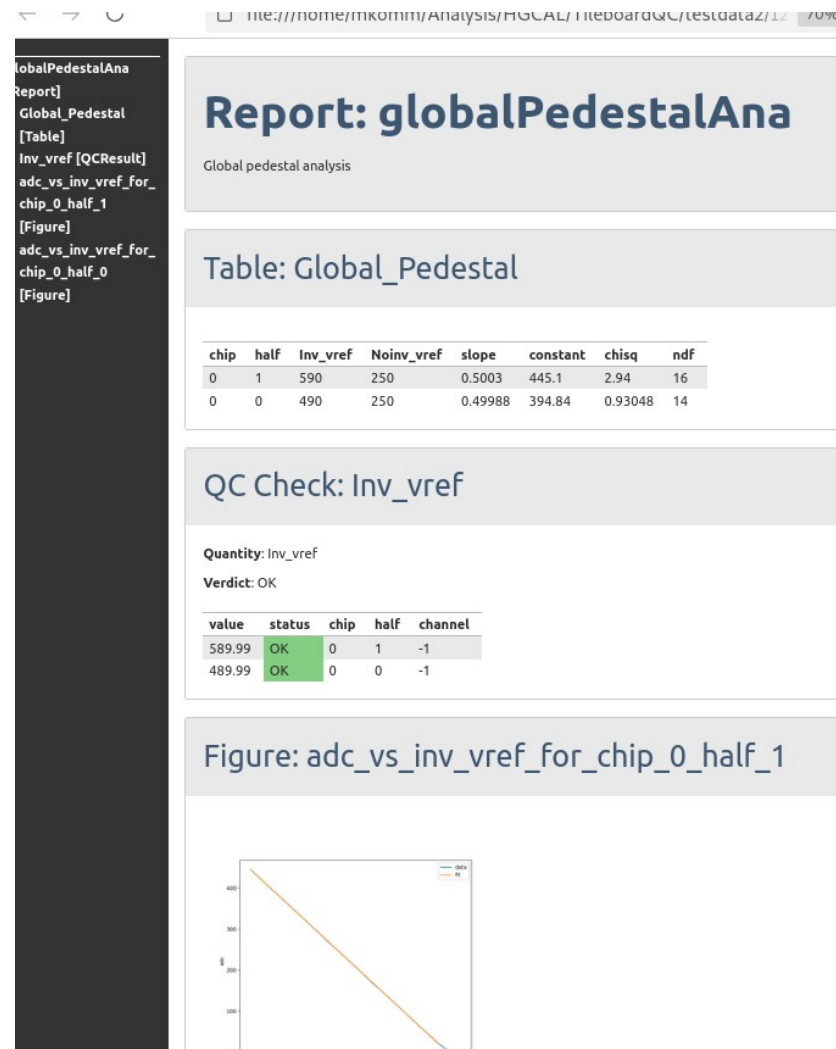 file:///home/mkomm/Analysis/HGCAL/TileboardQC/testdata2/12 70%
lobalPedestalAna
Report]
Global_Pedestal
[Table]
Inv_vref [QCResult]
adc_vs_inv_vref_for_
chip_0_half_1
[Figure]
adc_vs_inv_vref_for_
chip_0_half_0
[Figure]
Report: globalPedestalAna
Global pedestal analysis
Table: Global_Pedestal
chip half Inv_vref Noinv_vref slope constant chisq ndf
0 1 590 250 0.5003 445.1 2.94 16
0 0 490 250 0.49988 394.84 0.93048 14
QC Check: Inv_vref
Quantity: Inv_vref
Verdict: OK
value status chip half channel
589.99 OK 0 1 -1
489.99 OK 0 0 -1
Figure: adc_vs_inv_vref_for_chip_0_half_1
data
fit
400
300
adc
200
100